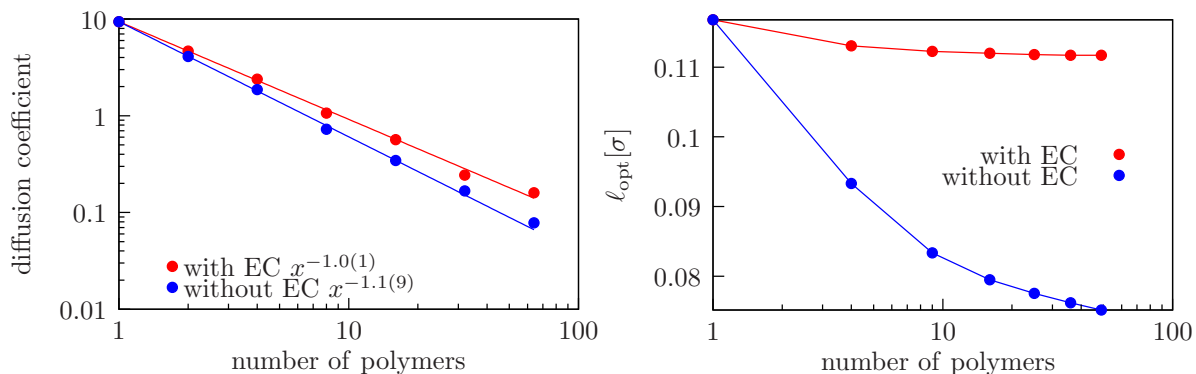 10
1
0.1
0.01
diffusion coefficient
with EC x^{-1.0(1)}
without EC x^{-1.1(9)}
1
10
100
number of polymers
0.11
0.1
0.09
0.08
ℓ_opt[σ]
with EC
without EC
1
10
100
number of polymers